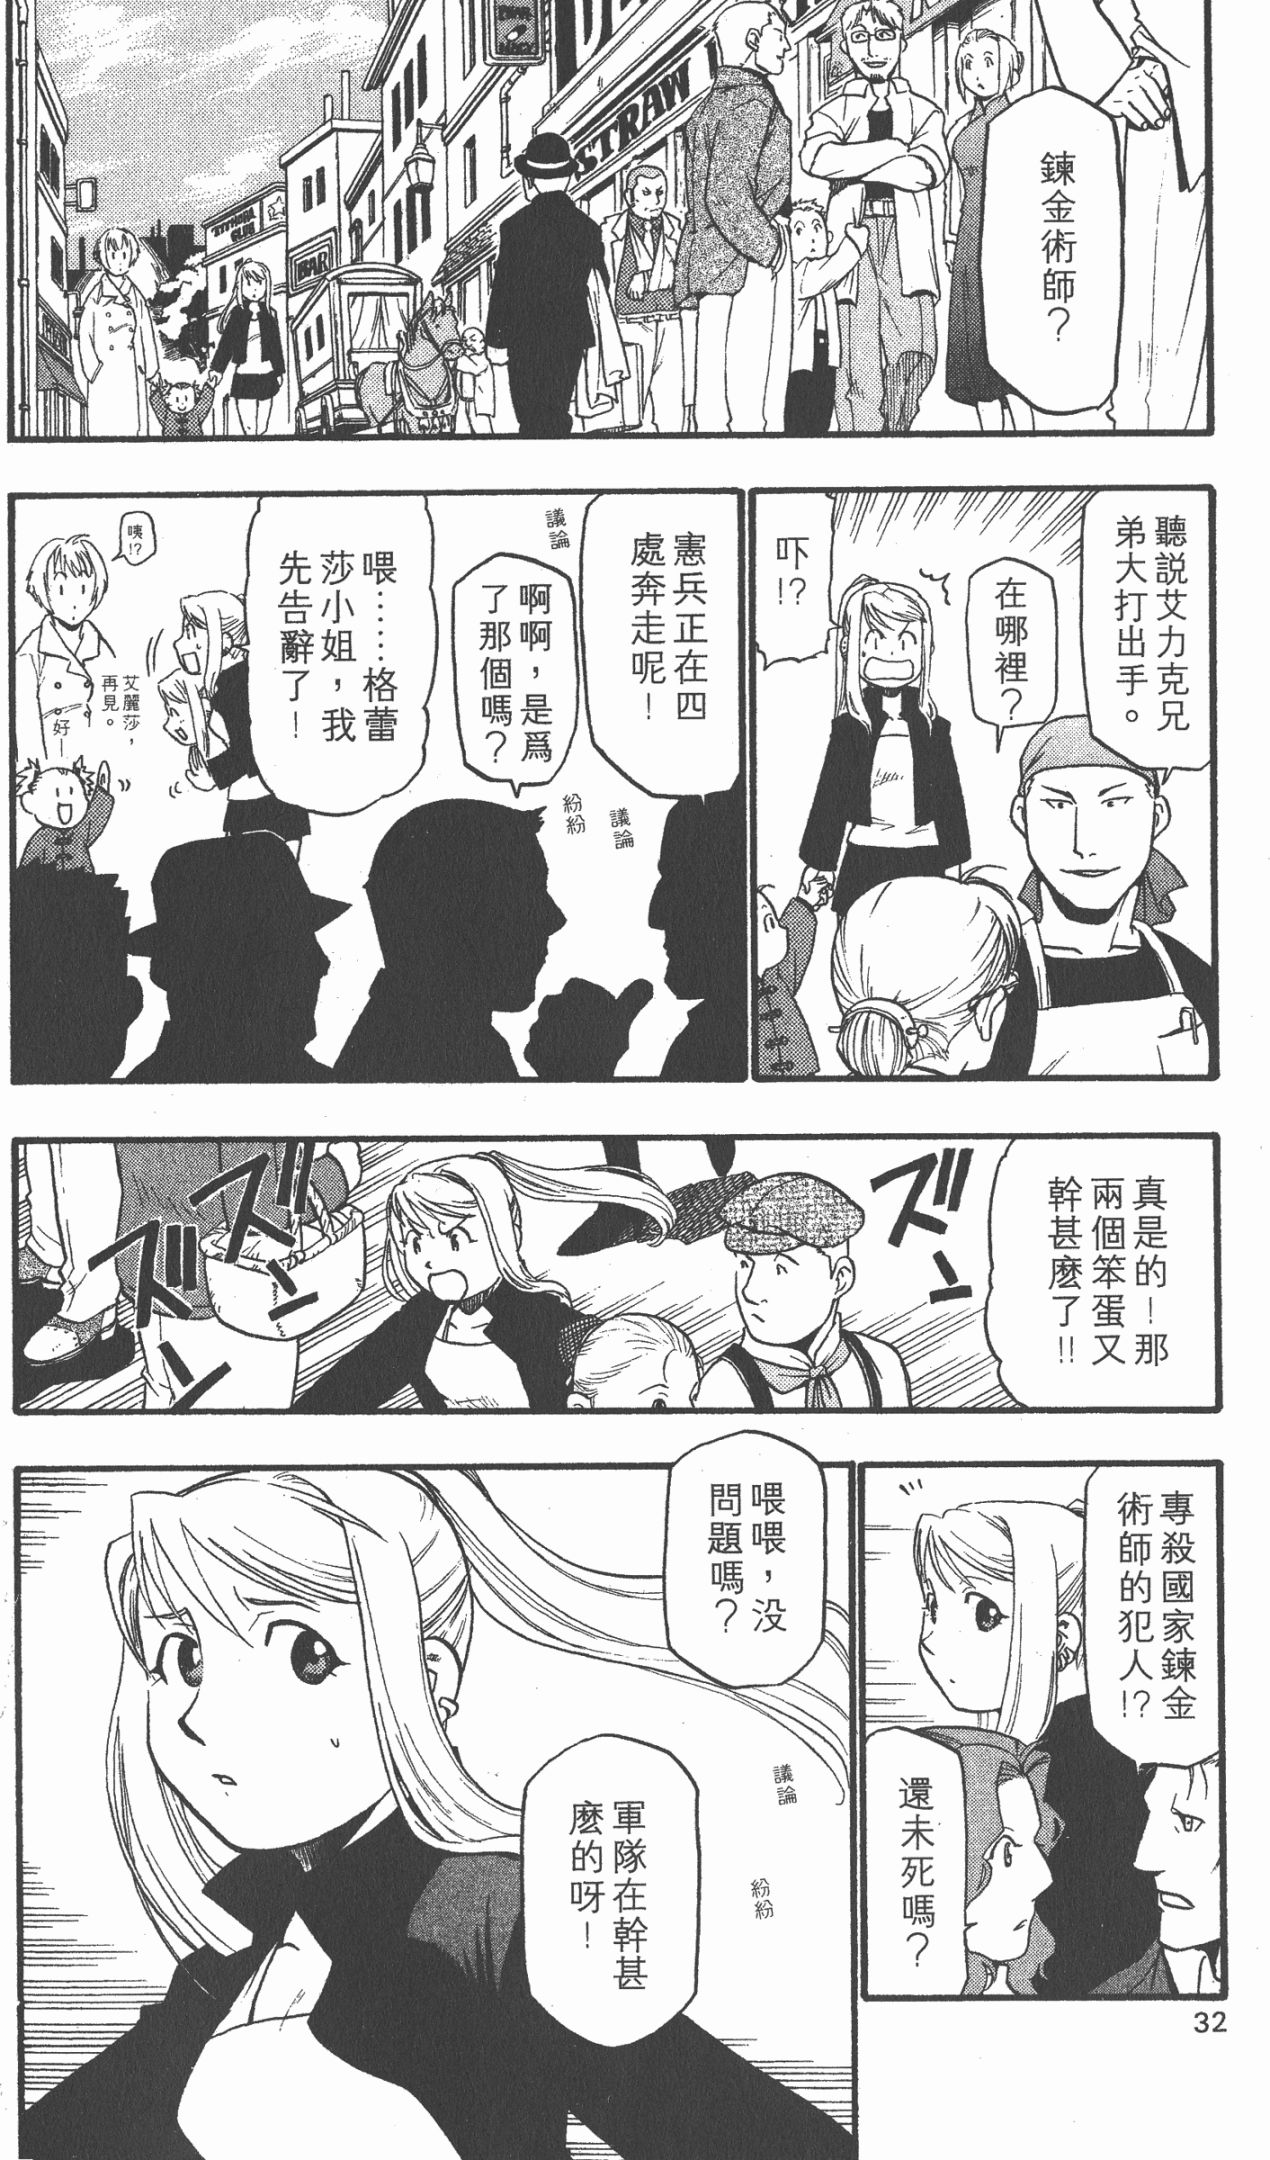 STRAW
BAR
鍊金術師？
聽説艾力克兄
弟大打出手。
在哪裡？
吓!?
憲兵正在四
處奔走呢！
議論
啊啊，是爲
了那個嗎？
紛紛
議論
喂……格蕾
莎小姐，我
先告辭了！
咦!?
艾麗莎，
再見。
好—
真是的！那
兩個笨蛋又
幹甚麼了!!
ズン
ズ
ズン
專殺國家鍊金
術師的犯人!?
還未死嗎？
喂喂，没
問題嗎？
議論
紛紛
軍隊在幹甚
麼的呀！
32